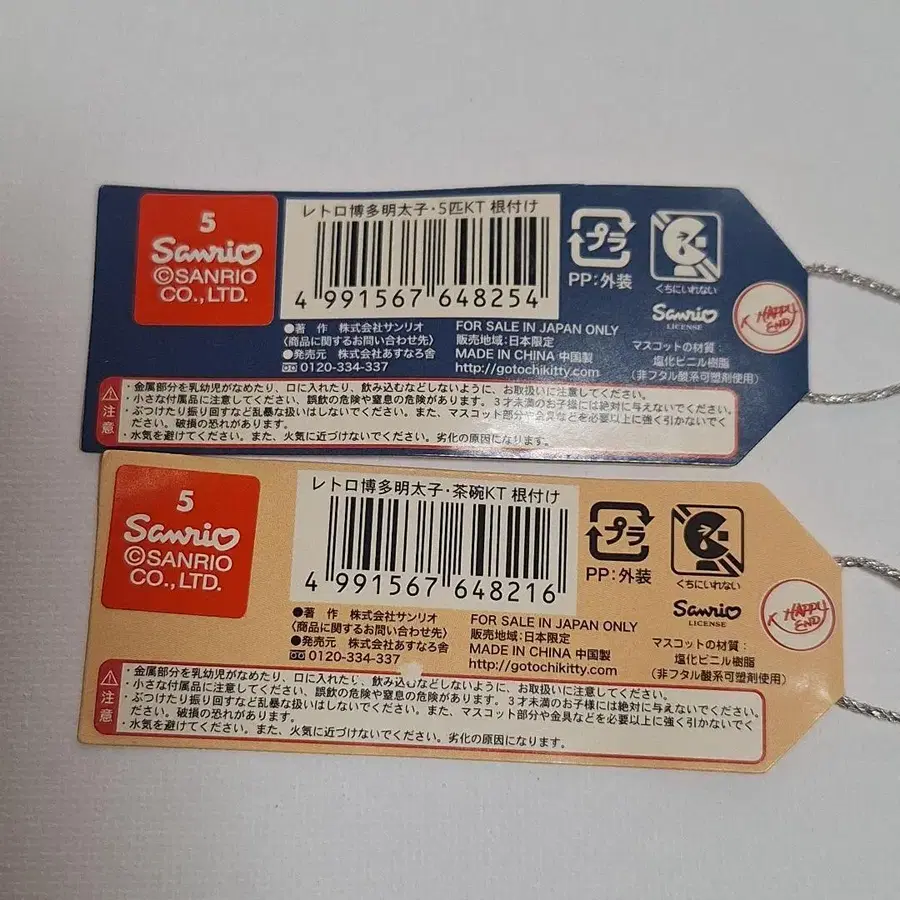 5
Sanrio
©SANRIO
CO.,LTD.
レトロ博多明太子・5匹KT 根付け
4 991567 648254
●著 作 株式会社サンリオ
〈商品に関するお問い合わせ先〉
●発売元 株式会社あすなろ舎
0120-334-337
FOR SALE IN JAPAN ONLY
販売地域:日本限定
MADE IN CHINA 中国製
http://gotochikitty.com/
プラ
PP:外装
くちにいれない
Sanrio
LICENSE
マスコットの材質:
塩化ビニル樹脂
(非フタル酸系可塑剤使用)
K HAPPY
END
注意
・金属部分を乳幼児がなめたり、口に入れたり、飲み込むなどしないように、お取扱いに注意してください。
・小さな付属品に注意してください、誤飲の危険や窒息の危険があります。3才未満のお子様には絶対に与えないでください。
・ぶつけたり振り回すなど乱暴な扱いはしないでください。また、マスコット部分や金具などを必要以上に強く引かないでく
ださい。破損の恐れがあります。
・水気を避けてください。また、火気に近づけないでください。劣化の原因になります。
5
Sanrio
©SANRIO
CO.,LTD.
レトロ博多明太子・茶碗KT 根付け
4 991567 648216
●著 作 株式会社サンリオ
〈商品に関するお問い合わせ先〉
●発売元 株式会社あすなろ舎
0120-334-337
FOR SALE IN JAPAN ONLY
販売地域:日本限定
MADE IN CHINA 中国製
http://gotochikitty.com/
プラ
PP:外装
くちにいれない
Sanrio
LICENSE
マスコットの材質:
塩化ビニル樹脂
(非フタル酸系可塑剤使用)
K HAPPY
END
注意
・金属部分を乳幼児がなめたり、口に入れたり、飲み込むなどしないように、お取扱いに注意してください。
・小さな付属品に注意してください、誤飲の危険や窒息の危険があります。3才未満のお子様には絶対に与えないでください。
・ぶつけたり振り回すなど乱暴な扱いはしないでください。また、マスコット部分や金具などを必要以上に強く引かないでく
ださい。破損の恐れがあります。
・水気を避けてください。また、火気に近づけないでください。劣化の原因になります。